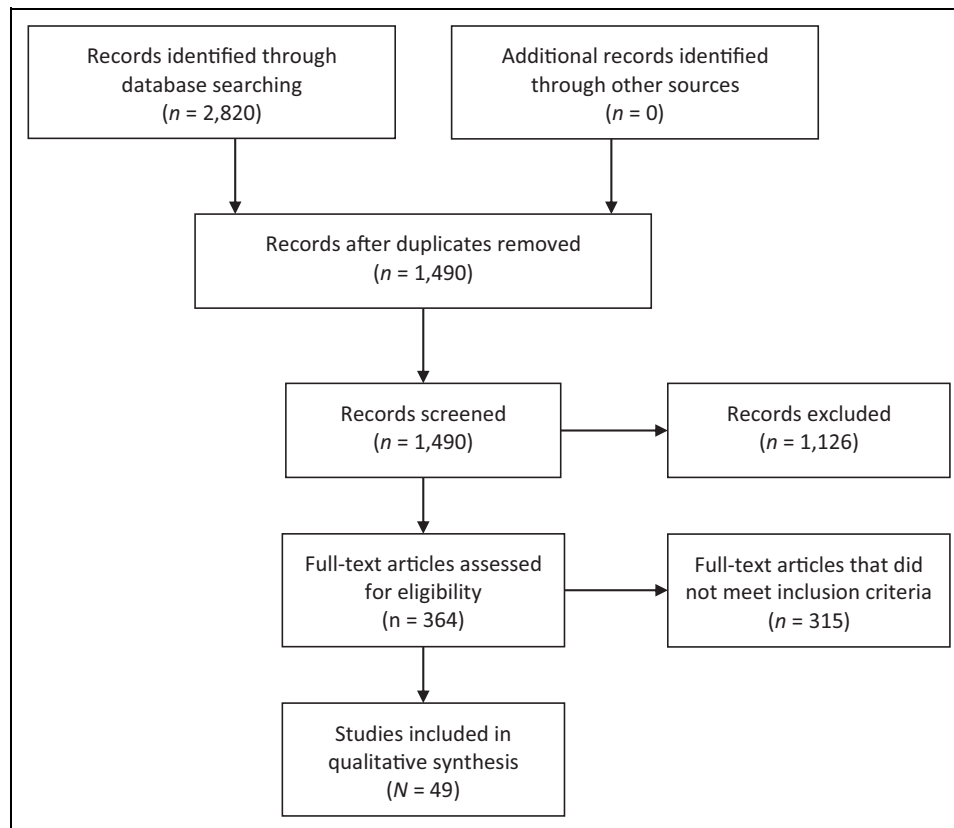 Records identified through
database searching
(n = 2,820)
Additional records identified
through other sources
(n = 0)
Records after duplicates removed
(n = 1,490)
Records screened
(n = 1,490)
Records excluded
(n = 1,126)
Full-text articles assessed
for eligibility
(n = 364)
Full-text articles that did
not meet inclusion criteria
(n = 315)
Studies included in
qualitative synthesis
(N = 49)